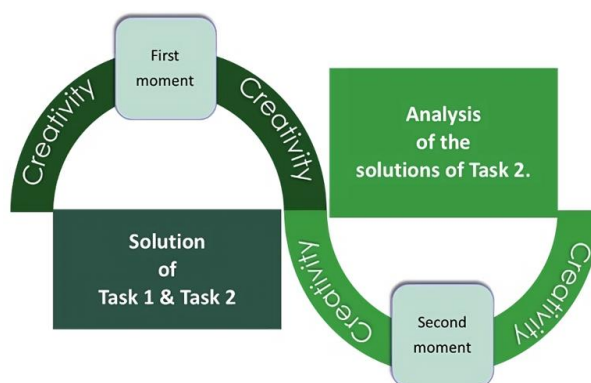 First
moment
Creativity
Creativity
Solution
of
Task 1 & Task 2
Analysis
of the
solutions of Task 2.
Creativity
Creativity
Second
moment